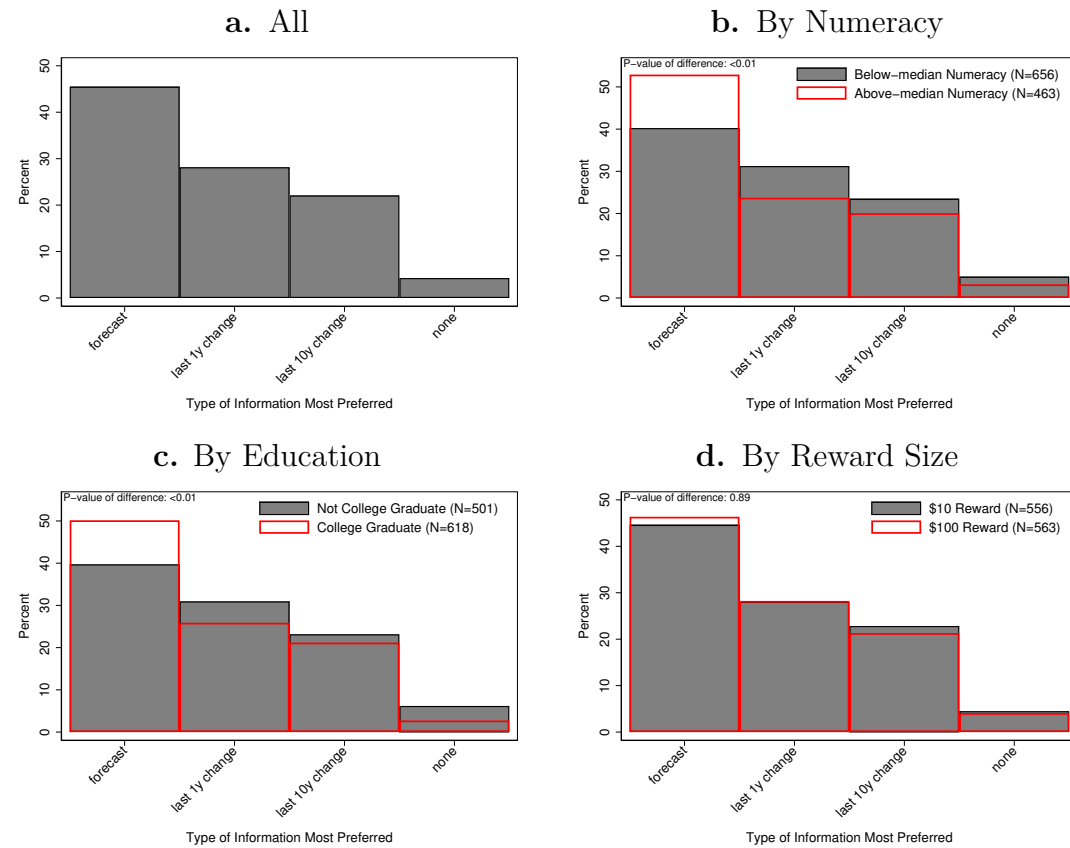 a. All
50
40
30
20
10
0
Percent
forecast
last 1y change
last 10y change
none
Type of Information Most Preferred
b. By Numeracy
P−value of difference: <0.01
Below−median Numeracy (N=656)
Above−median Numeracy (N=463)
50
40
30
20
10
0
Percent
forecast
last 1y change
last 10y change
none
Type of Information Most Preferred
c. By Education
P−value of difference: <0.01
Not College Graduate (N=501)
College Graduate (N=618)
50
40
30
20
10
0
Percent
forecast
last 1y change
last 10y change
none
Type of Information Most Preferred
d. By Reward Size
P−value of difference: 0.89
$10 Reward (N=556)
$100 Reward (N=563)
50
40
30
20
10
0
Percent
forecast
last 1y change
last 10y change
none
Type of Information Most Preferred